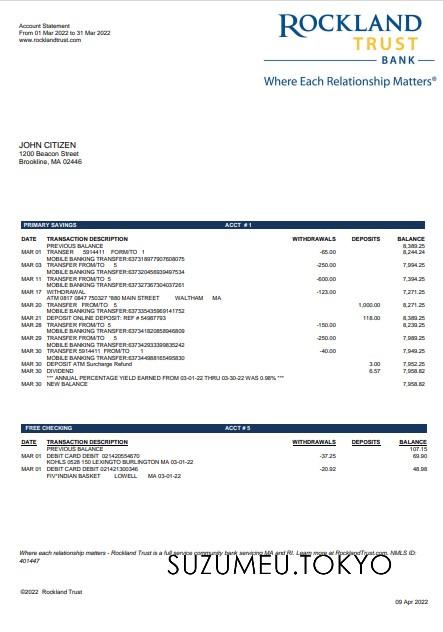 Account Statement
From 01 Mar 2022 to 31 Mar 2022
www.rocklandtrust.com
ROCKLAND
TRUST
BANK
Where Each Relationship Matters®
JOHN CITIZEN
1200 Beacon Street
Brookline, MA 02446
PRIMARY SAVINGS ACCT # 1
DATE TRANSACTION DESCRIPTION WITHDRAWALS DEPOSITS BALANCE
PREVIOUS BALANCE 8,389.25
MAR 01 TRANSER 5914411 FORM/TO 1 -65.00 8,244.24
MOBILE BANKING TRANSFER:637318977907608075
MAR 03 TRANSFER FROM/TO 5 -250.00 7,994.25
MOBILE BANKING TRANSFER:637320456939497534
MAR 11 TRANSFER FROM/TO 5 -600.00 7,394.25
MOBILE BANKING TRANSFER:637327367304037261
MAR 17 WITHDRAWAL -123.00 7,271.25
ATM 0817 0847 750327 *880 MAIN STREET WALTHAM MA
MAR 20 TRANSFER FROM/TO 5 1,000.00 8,271.25
MOBILE BANKING TRANSFER:637335435969141752
MAR 21 DEPOSIT ONLINE DEPOSIT: REF # 54987793 118.00 8,389.25
MAR 28 TRANSFER FROM/TO 5 -150.00 8,239.25
MOBILE BANKING TRANSFER:637341820858946809
MAR 29 TRANSFER FROM/TO 5 -250.00 7,989.25
MOBILE BANKING TRANSFER:637342933399835242
MAR 30 TRANSFER 5914411 FROM/TO 1 -40.00 7,949.25
MOBILE BANKING TRANSFER:637344988165495830
MAR 30 DEPOSIT ATM Surcharge Refund 3.00 7,952.25
MAR 30 DIVIDEND 6.57 7,958.82
*** ANNUAL PERCENTAGE YIELD EARNED FROM 03-01-22 THRU 03-30-22 WAS 0.98% ***
MAR 30 NEW BALANCE 7,958.82
FREE CHECKING ACCT # 5
DATE TRANSACTION DESCRIPTION WITHDRAWALS DEPOSITS BALANCE
PREVIOUS BALANCE 107.15
MAR 01 DEBIT CARD DEBIT 021420554670 -37.25 69.90
KOHLS 0528 150 LEXINGTO BURLINGTON MA 03-01-22
MAR 01 DEBIT CARD DEBIT 021421300346 -20.92 48.98
FIV*INDIAN BASKET LOWELL MA 03-01-22
Where each relationship matters - Rockland Trust is a full service community bank servicing MA and RI. Learn more at RocklandTrust.com. NMLS ID:
401447
SUZUMEU.TOKYO
©2022 Rockland Trust
09 Apr 2022